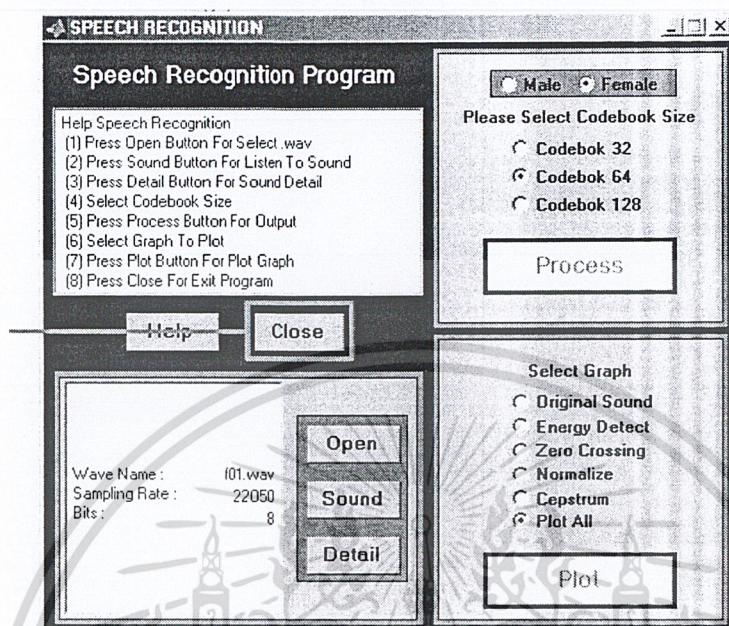 SPEECH RECOGNITION
Speech Recognition Program
Help Speech Recognition
(1) Press Open Button For Select .wav
(2) Press Sound Button For Listen To Sound
(3) Press Detail Button For Sound Detail
(4) Select Codebook Size
(5) Press Process Button For Output
(6) Select Graph To Plot
(7) Press Plot Button For Plot Graph
(8) Press Close For Exit Program
Help
Close
Wave Name : f01.wav
Sampling Rate : 22050
Bits : 8
Open
Sound
Detail
Male Female
Please Select Codebook Size
Codebok 32
Codebok 64
Codebok 128
Process
Select Graph
Original Sound
Energy Detect
Zero Crossing
Normalize
Cepstrum
Plot All
Plot